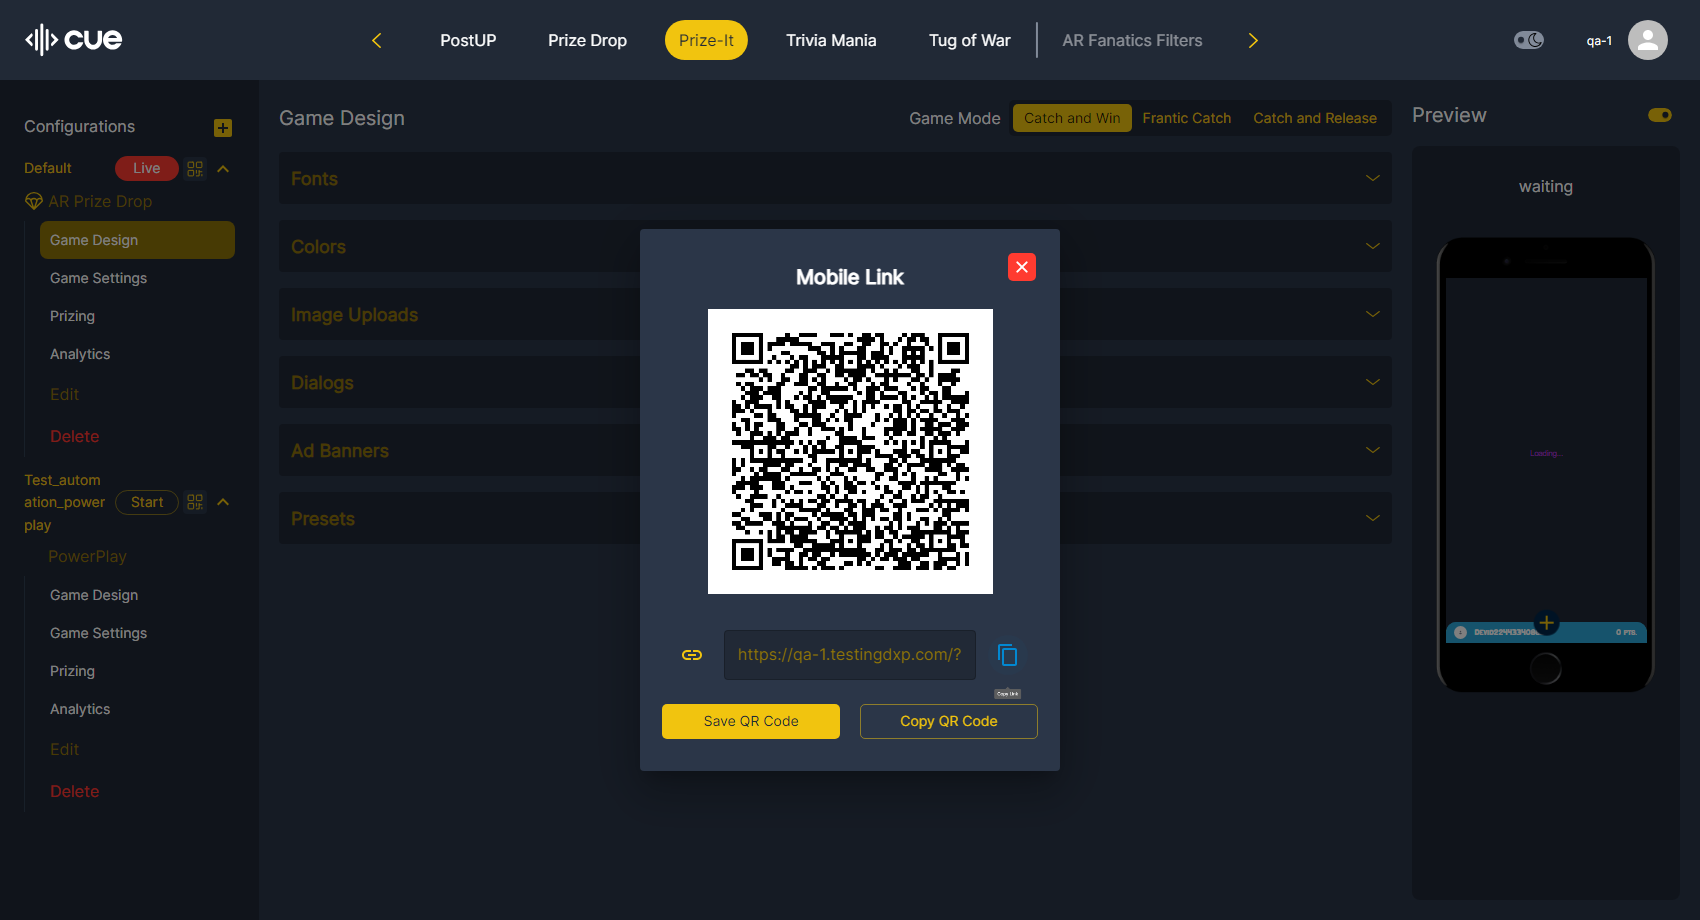 cue
PostUP
Prize Drop
Prize-It
Trivia Mania
Tug of War
AR Fanatics Filters
qa-1
Configurations
Default
Live
AR Prize Drop
Game Design
Game Settings
Prizing
Analytics
Edit
Delete
Test_autom
ation_power
play
Start
PowerPlay
Game Design
Game Settings
Prizing
Analytics
Edit
Delete
Game Design
Game Mode
Catch and Win
Frantic Catch
Catch and Release
Fonts
Colors
Image Uploads
Dialogs
Ad Banners
Presets
Mobile Link
https://qa-1.testingdxp.com/?
Copy Link
Save QR Code
Copy QR Code
Preview
waiting
Loading...
0 PTS.